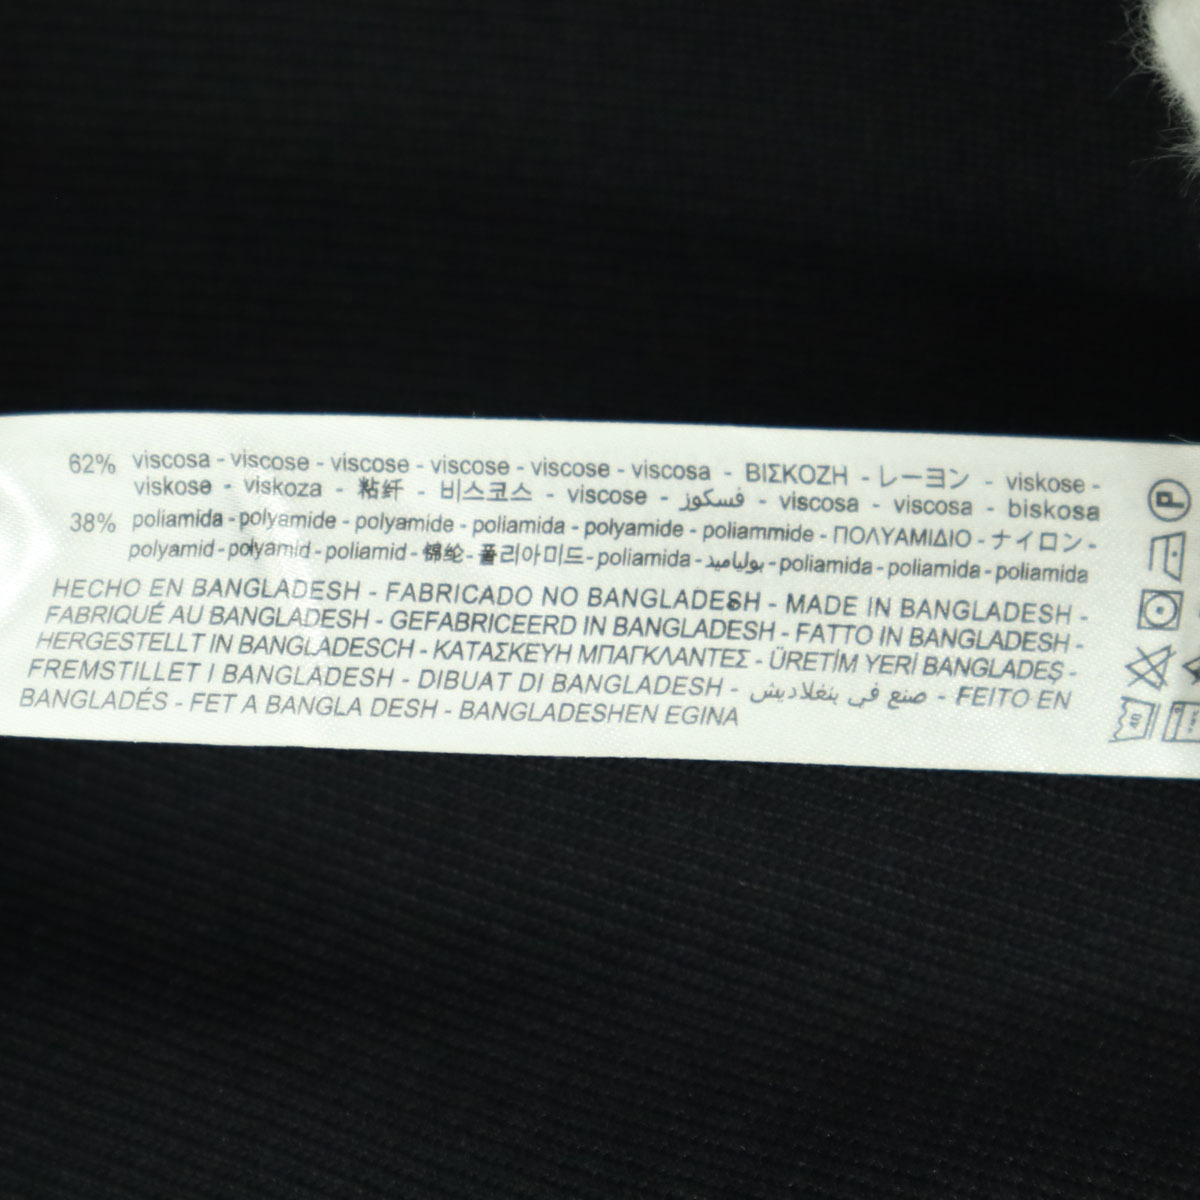 62% viscosa - viscose - viscose - viscose - viscose - viscosa - ΒΙΣΚΟΖΗ - レーヨン - viskose -
viskose - viskoza - 粘纤 - 비스코스 - viscose - فسكوز - viscosa - viscosa - biskosa
38% poliamida - polyamide - polyamide - poliamida - polyamide - poliammide - ΠΟΛΥΑΜΙΔΙΟ - ナイロン -
polyamid - polyamid - poliamid - 锦纶 - 폴리아미드 - poliamida - بولياميد - poliamida - poliamida - poliamida
HECHO EN BANGLADESH - FABRICADO NO BANGLADESH - MADE IN BANGLADESH -
FABRIQUÉ AU BANGLADESH - GEFABRICEERD IN BANGLADESH - FATTO IN BANGLADESH -
HERGESTELLT IN BANGLADESCH - ΚΑΤΑΣΚΕΥΗ ΜΠΑΓΚΛΑΝΤΕΣ - ÜRETİM YERİ BANGLADEŞ -
FREMSTILLET I BANGLADESH - DIBUAT DI BANGLADESH - صنع في بنغلاديش - FEITO EN
BANGLADÉS - FET A BANGLA DESH - BANGLADESHEN EGINA
P
40